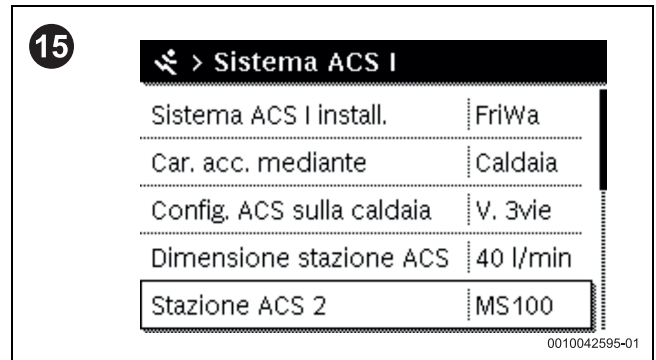 15
> Sistema ACS I
Sistema ACS I install. FriWa
Car. acc. mediante Caldaia
Config. ACS sulla caldaia V. 3vie
Dimensione stazione ACS 40 l/min
Stazione ACS 2 MS100
0010042595-01